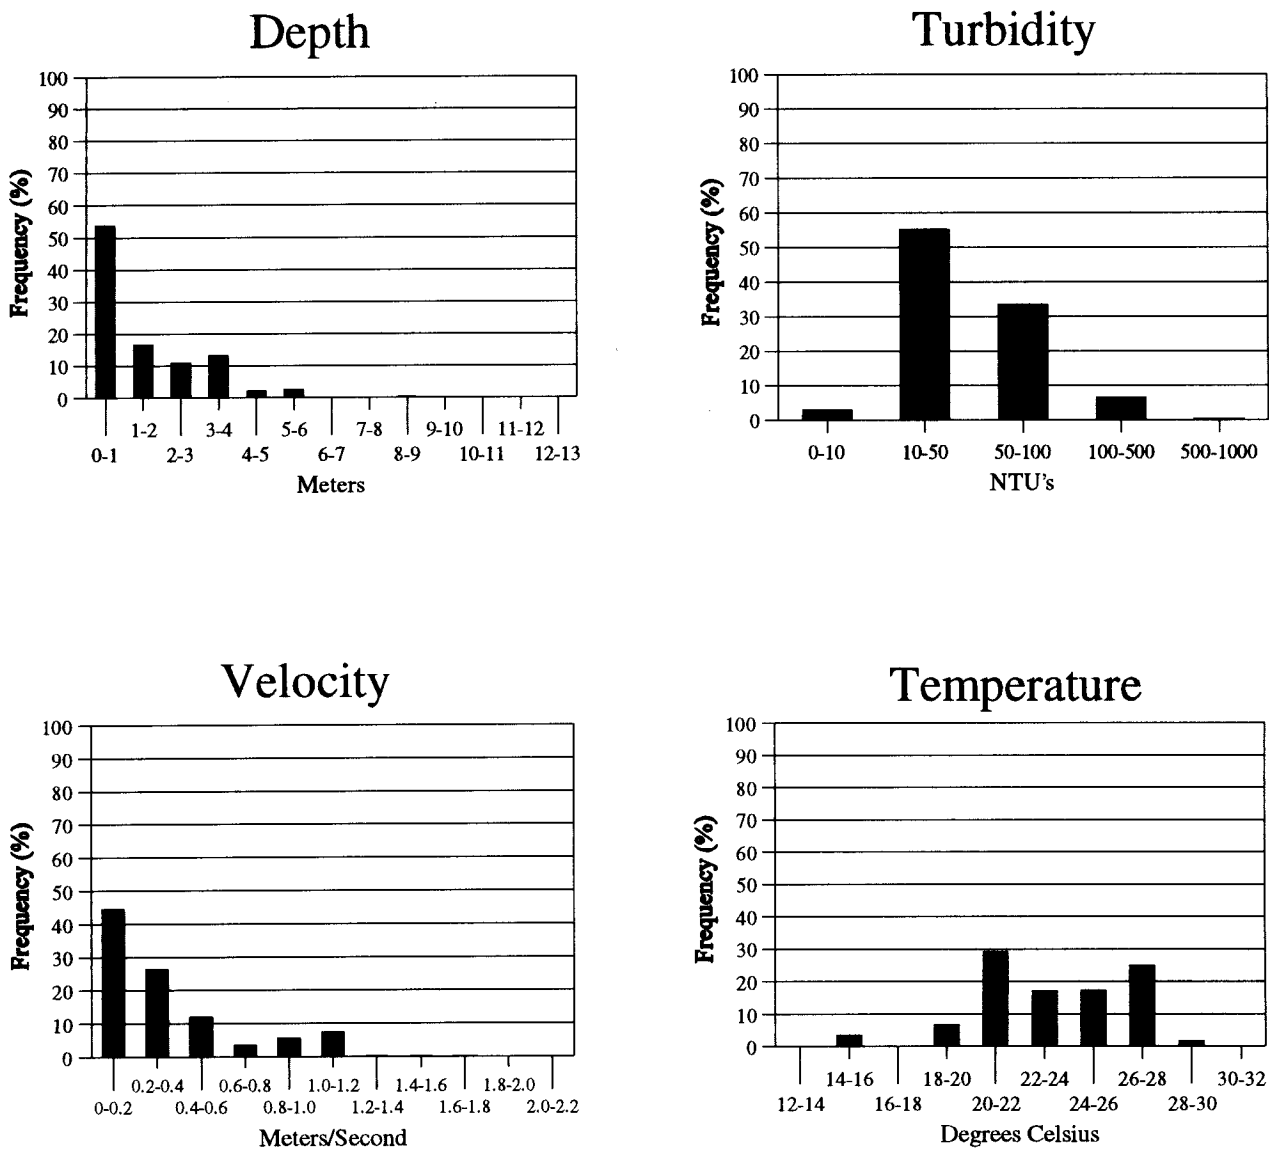 Depth
100
90
80
70
60
50
40
30
20
10
0
Frequency (%)
1-2 3-4 5-6 7-8 9-10 11-12
0-1 2-3 4-5 6-7 8-9 10-11 12-13
Meters
Turbidity
100
90
80
70
60
50
40
30
20
10
0
Frequency (%)
0-10 10-50 50-100 100-500 500-1000
NTU's
Velocity
100
90
80
70
60
50
40
30
20
10
0
Frequency (%)
0.2-0.4 0.6-0.8 1.0-1.2 1.4-1.6 1.8-2.0
0-0.2 0.4-0.6 0.8-1.0 1.2-1.4 1.6-1.8 2.0-2.2
Meters/Second
Temperature
100
90
80
70
60
50
40
30
20
10
0
Frequency (%)
14-16 18-20 22-24 26-28 30-32
12-14 16-18 20-22 24-26 28-30
Degrees Celsius